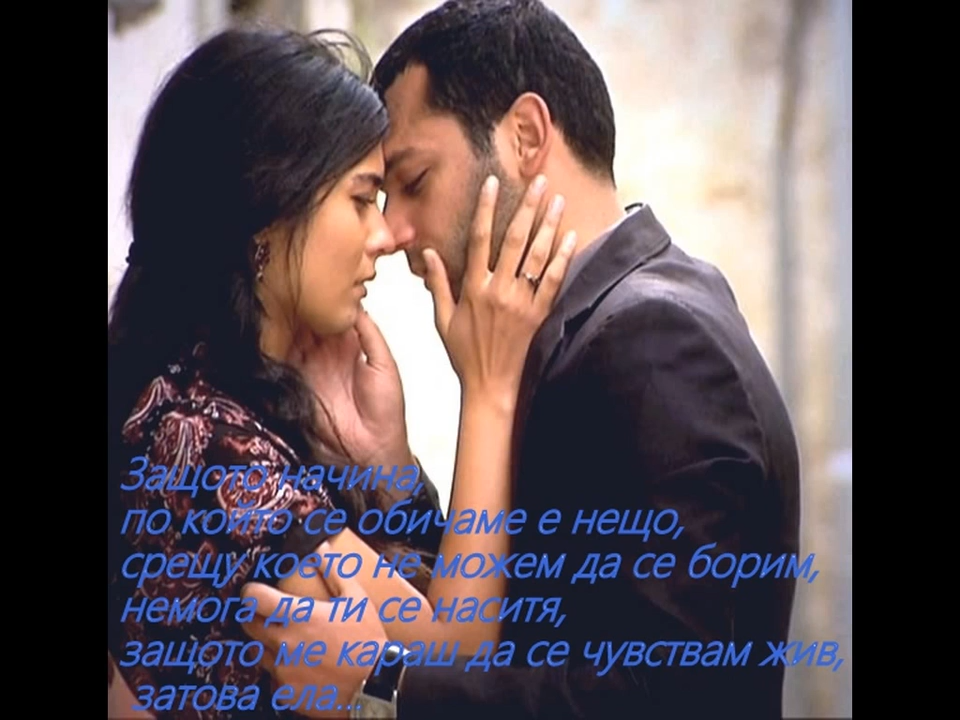 Защото начина,
по който се обичаме е нещо,
срещу което не можем да се борим,
немога да ти се наситя,
защото ме караш да се чувствам жив,
затова ела...